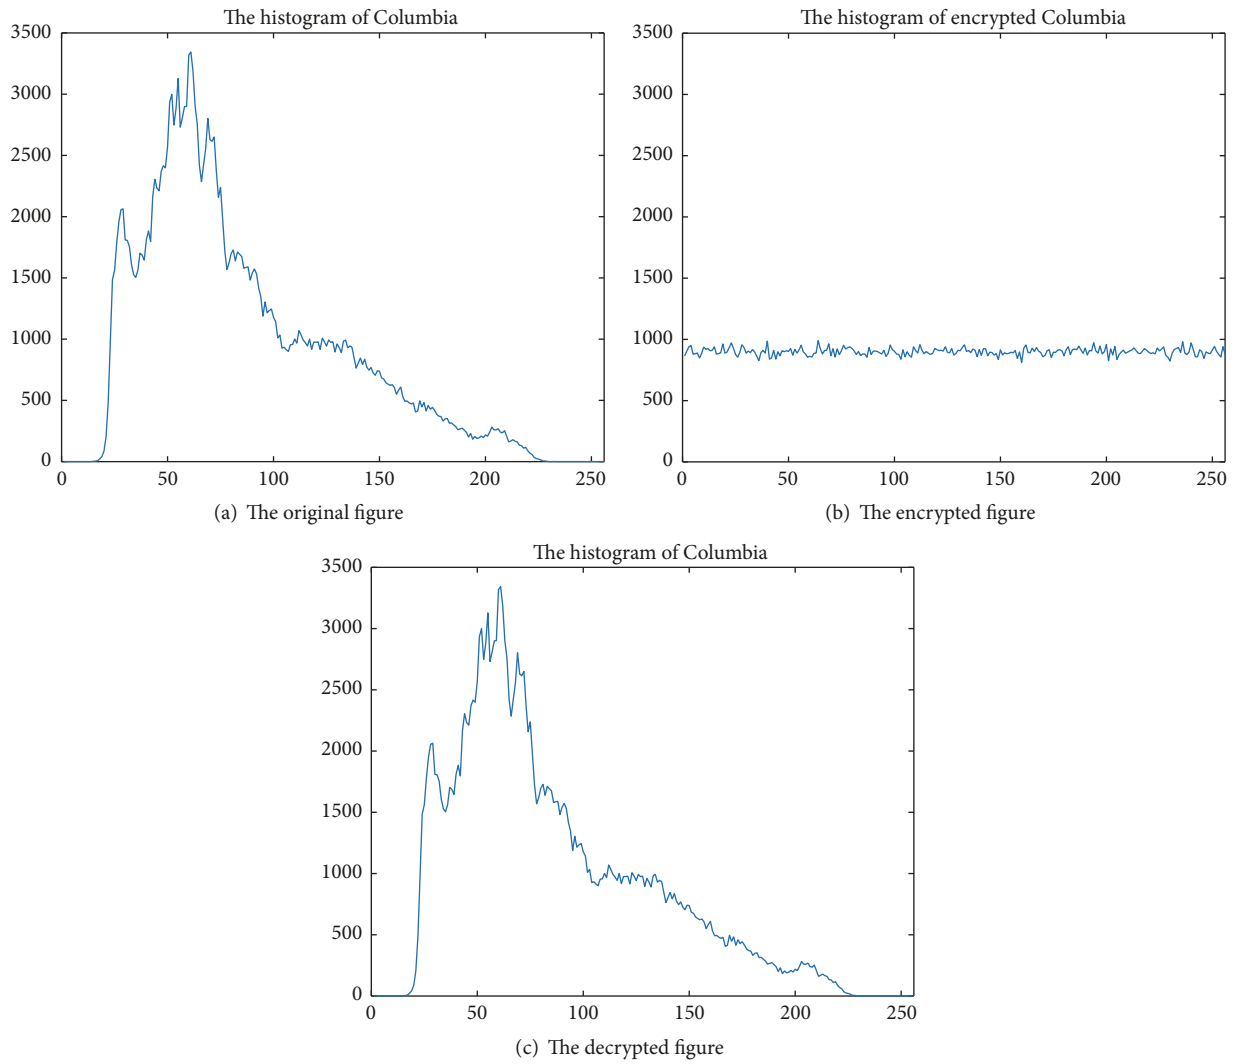 The histogram of Columbia
3500
3000
2500
2000
1500
1000
500
0
0 50 100 150 200 250
(a) The original figure
The histogram of encrypted Columbia
3500
3000
2500
2000
1500
1000
500
0
0 50 100 150 200 250
(b) The encrypted figure
The histogram of Columbia
3500
3000
2500
2000
1500
1000
500
0
0 50 100 150 200 250
(c) The decrypted figure